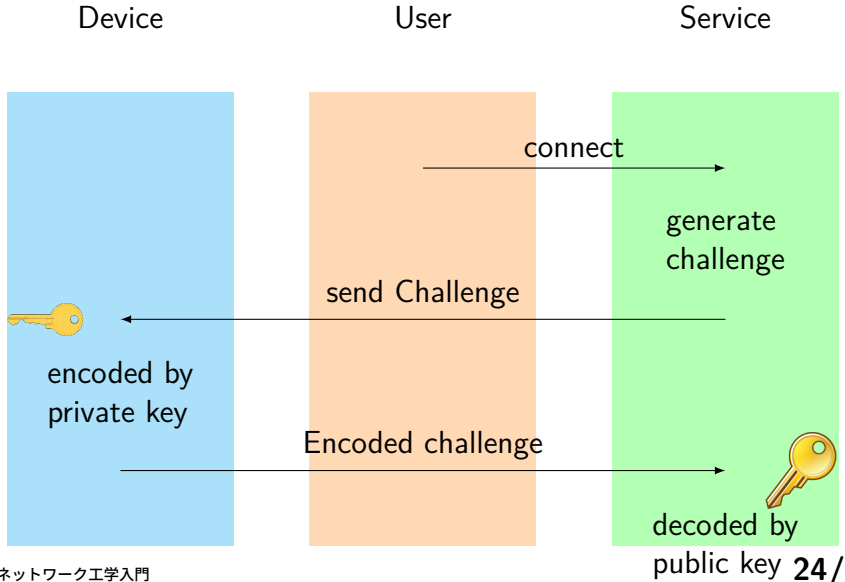 Device
User
Service
connect
generate
challenge
send Challenge
encoded by
private key
Encoded challenge
decoded by
public key
ネットワーク工学入門
24/